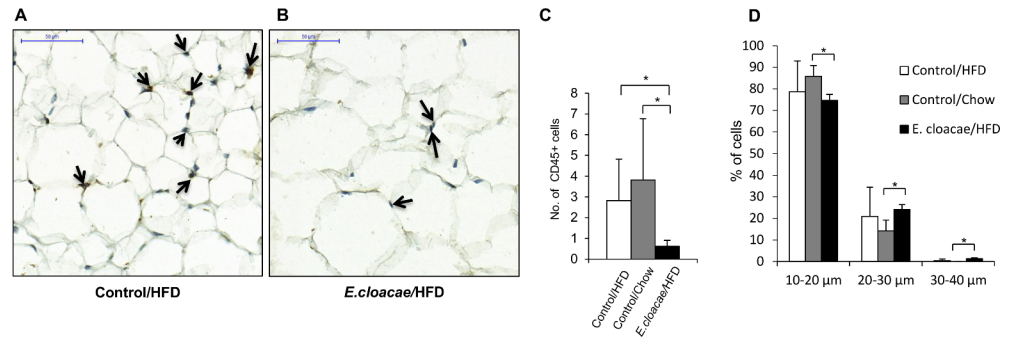 A
B
C
D
50 µm
50 µm
Control/HFD
E.cloacae/HFD
No. of CD45+ cells
8
7
6
5
4
3
2
1
0
*
*
Control/HFD
Control/Chow
E.cloacae/HFD
% of cells
100
90
80
70
60
50
40
30
20
10
0
*
*
*
10-20 µm
20-30 µm
30-40 µm
Control/HFD
Control/Chow
E. cloacae/HFD